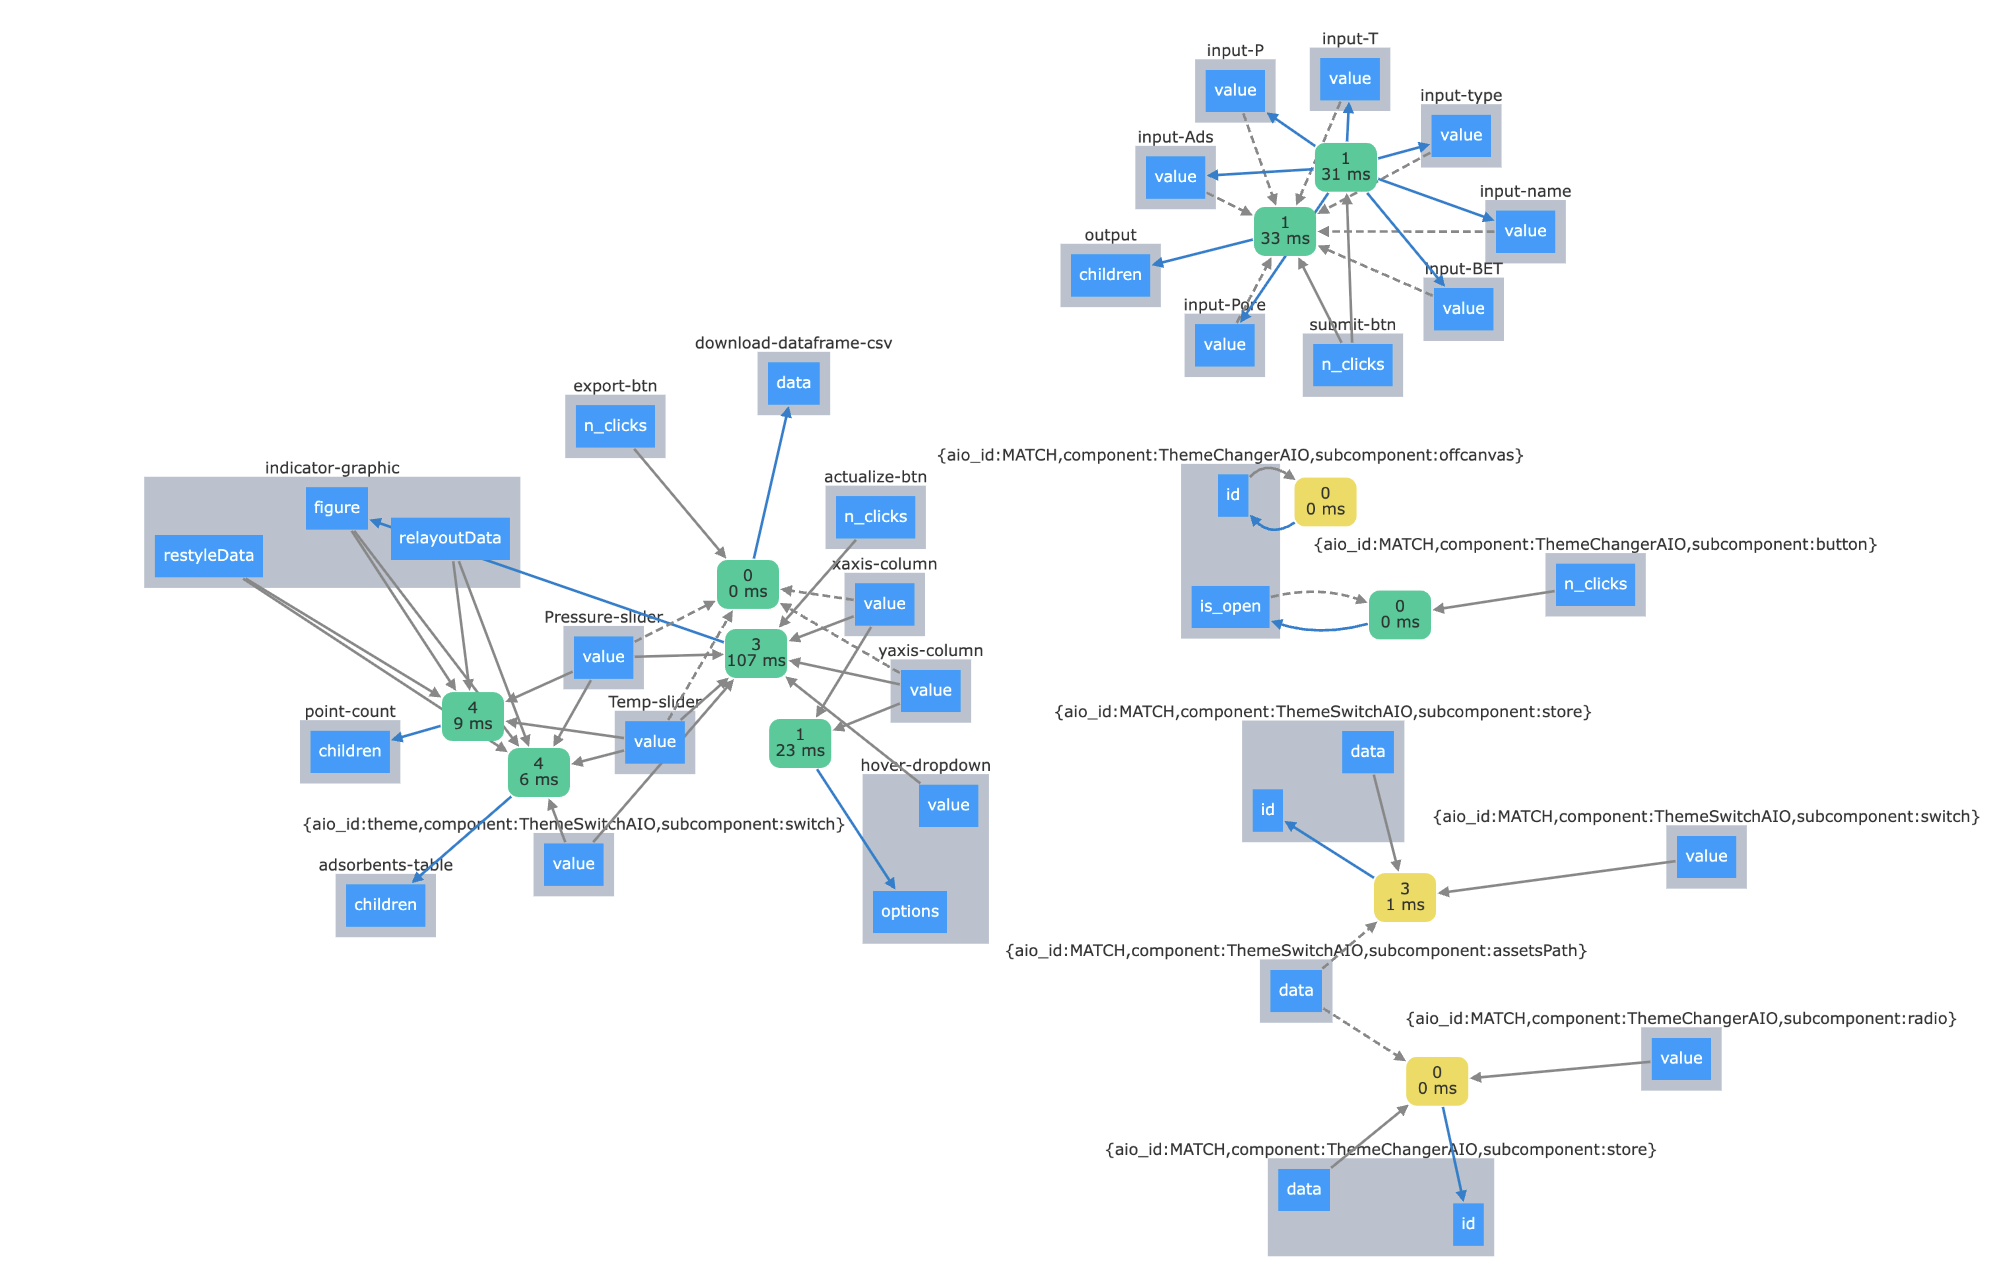 input-T
value
input-P
value
input-type
value
input-Ads
value
1
31 ms
input-name
value
1
33 ms
output
children
input-BET
value
input-Pore
value
submit-btn
n_clicks
download-dataframe-csv
data
export-btn
n_clicks
indicator-graphic
figure
relayoutData
restyleData
actualize-btn
n_clicks
0
0 ms
xaxis-column
value
Pressure-slider
value
3
107 ms
yaxis-column
value
Temp-slider
value
4
9 ms
point-count
children
4
6 ms
1
23 ms
hover-dropdown
value
options
{aio_id:theme,component:ThemeSwitchAIO,subcomponent:switch}
value
adsorbents-table
children
{aio_id:MATCH,component:ThemeChangerAIO,subcomponent:offcanvas}
id
0
0 ms
is_open
{aio_id:MATCH,component:ThemeChangerAIO,subcomponent:button}
n_clicks
0
0 ms
{aio_id:MATCH,component:ThemeSwitchAIO,subcomponent:store}
data
id
{aio_id:MATCH,component:ThemeSwitchAIO,subcomponent:switch}
value
3
1 ms
{aio_id:MATCH,component:ThemeSwitchAIO,subcomponent:assetsPath}
data
{aio_id:MATCH,component:ThemeChangerAIO,subcomponent:radio}
value
0
0 ms
{aio_id:MATCH,component:ThemeChangerAIO,subcomponent:store}
data
id